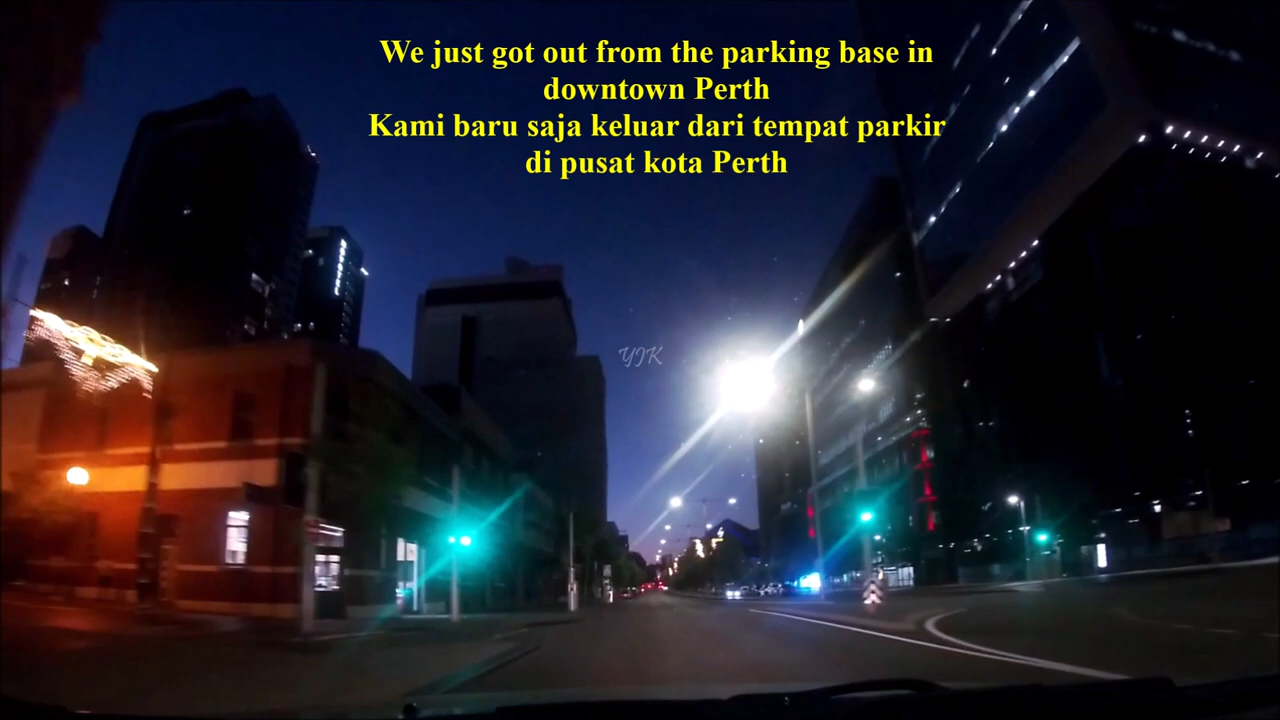 We just got out from the parking base in
downtown Perth
Kami baru saja keluar dari tempat parkir
di pusat kota Perth
YJK